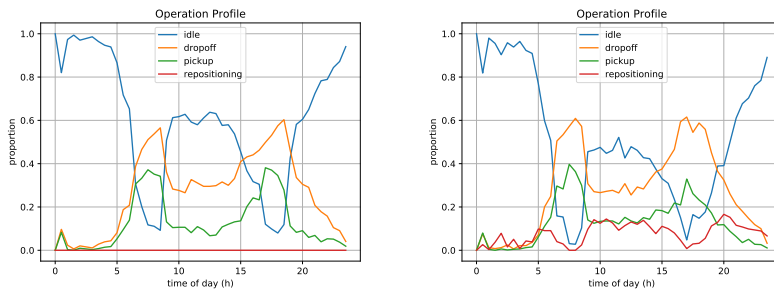 Operation Profile
1.0
0.8
0.6
0.4
0.2
0.0
proportion
idle
dropoff
pickup
repositioning
0
5
10
15
20
time of day (h)
Operation Profile
1.0
0.8
0.6
0.4
0.2
0.0
proportion
idle
dropoff
pickup
repositioning
0
5
10
15
20
time of day (h)